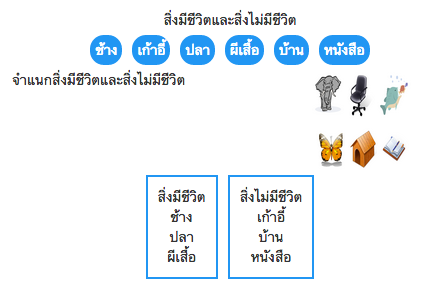 สิ่งมีชีวิตและสิ่งไม่มีชีวิต
ช้าง เก้าอี้ ปลา ผีเสื้อ บ้าน หนังสือ
จำแนกสิ่งมีชีวิตและสิ่งไม่มีชีวิต
สิ่งมีชีวิต
ช้าง
ปลา
ผีเสื้อ
สิ่งไม่มีชีวิต
เก้าอี้
บ้าน
หนังสือ